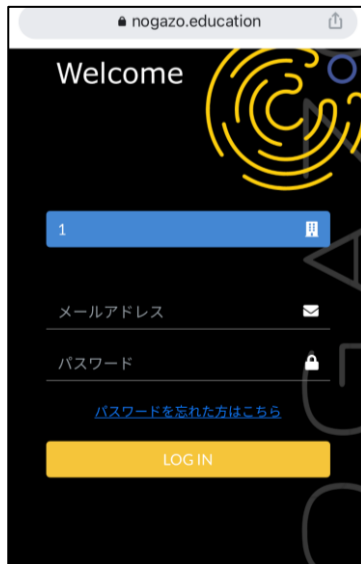 nogazo.education
Welcome
1
メールアドレス
パスワード
パスワードを忘れた方はこちら
LOG IN